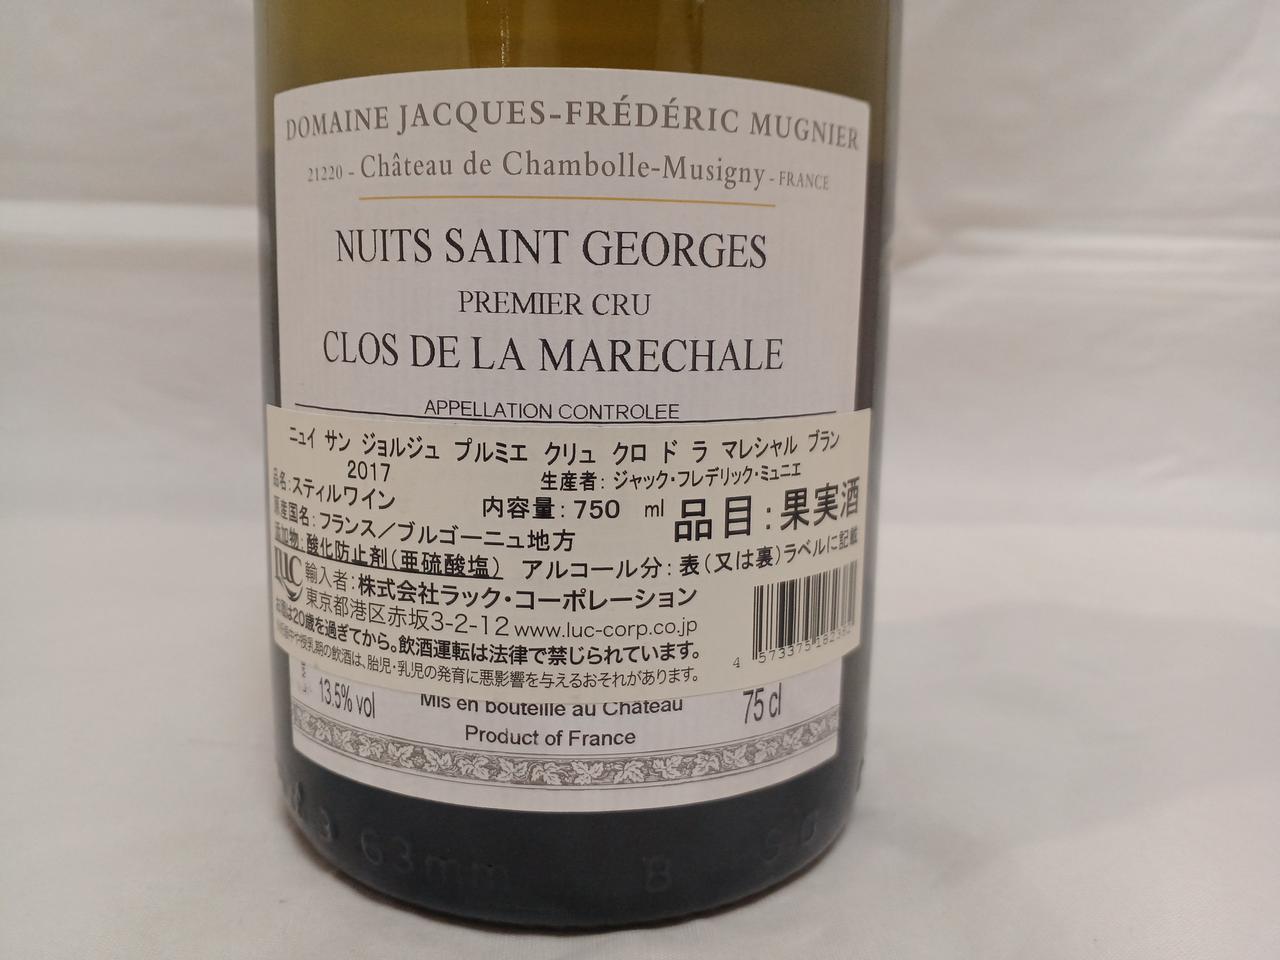 DOMAINE JACQUES-FRÉDÉRIC MUGNIER
21220 - Château de Chambolle-Musigny - FRANCE
NUITS SAINT GEORGES
PREMIER CRU
CLOS DE LA MARECHALE
APPELLATION CONTROLEE
ニュイ サン ジョルジュ プルミエ クリュ クロ ド ラ マレシャル ブラン
2017 生産者：ジャック・フレデリック・ミュニエ
品名：スティルワイン 内容量：750 ml 品目：果実酒
原産国名：フランス／ブルゴーニュ地方
添加物：酸化防止剤（亜硫酸塩） アルコール分：表（又は裏）ラベルに記載
LUC 輸入者：株式会社ラック・コーポレーション
東京都港区赤坂3-2-12 www.luc-corp.co.jp
お酒は20歳を過ぎてから。飲酒運転は法律で禁じられています。
妊娠中や授乳期の飲酒は、胎児・乳児の発育に悪影響を与えるおそれがあります。
4 573375 182382
13.5% vol Mis en bouteille au Château 75 cl
Product of France
63mm B